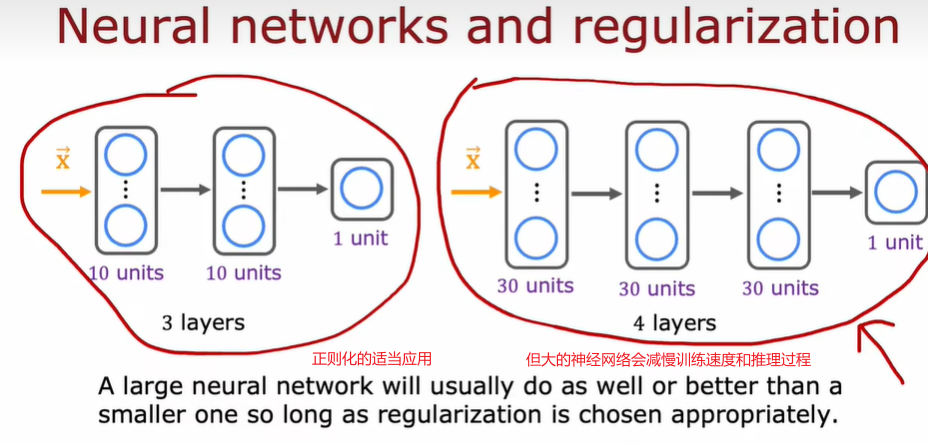 Neural networks and regularization
x⃗
10 units
10 units
1 unit
3 layers
x⃗
30 units
30 units
30 units
1 unit
4 layers
正则化的适当应用
但大的神经网络会减慢训练速度和推理过程
A large neural network will usually do as well or better than a
smaller one so long as regularization is chosen appropriately.